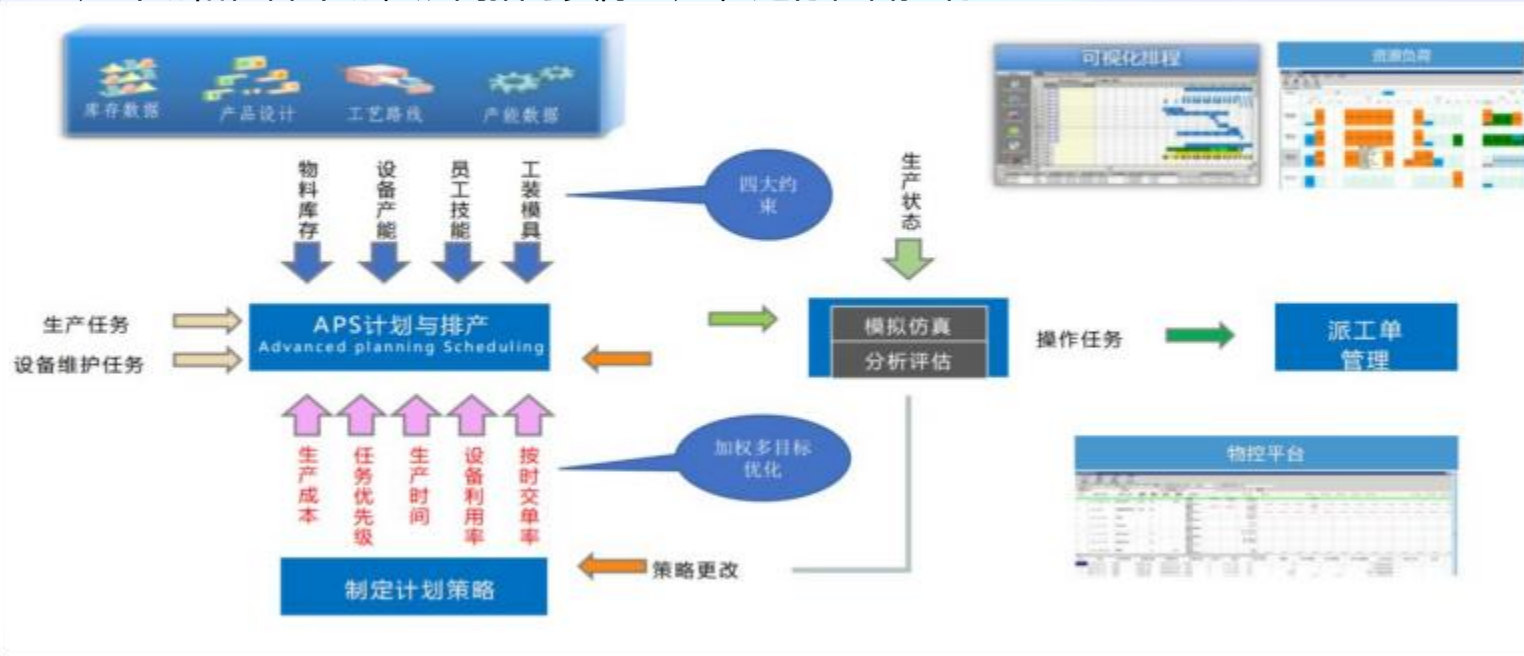 库存数据
产品设计
工艺路线
产能数据
可视化排程
资源负荷
物料库存
设备产能
员工技能
工装模具
四大约
束
生产状态
生产任务
设备维护任务
APS计划与排产
Advanced planning Scheduling
模拟仿真
分析评估
操作任务
派工单
管理
生产成本
任务优先级
生产时间
设备利用率
按时交单率
加权多目标
优化
物控平台
制定计划策略
策略更改